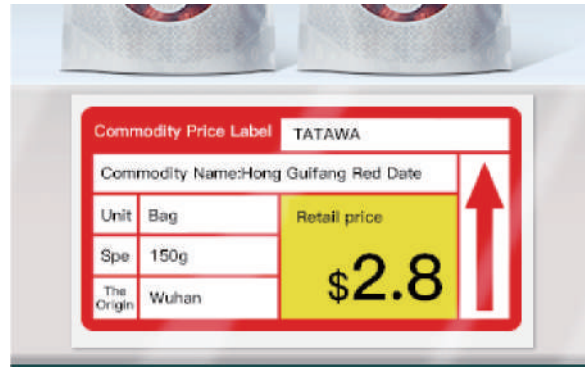 Commodity Price Label TATAWA
Commodity Name:Hong Guifang Red Date
Unit Bag
Retail price
Spe 150g
$2.8
The Origin Wuhan